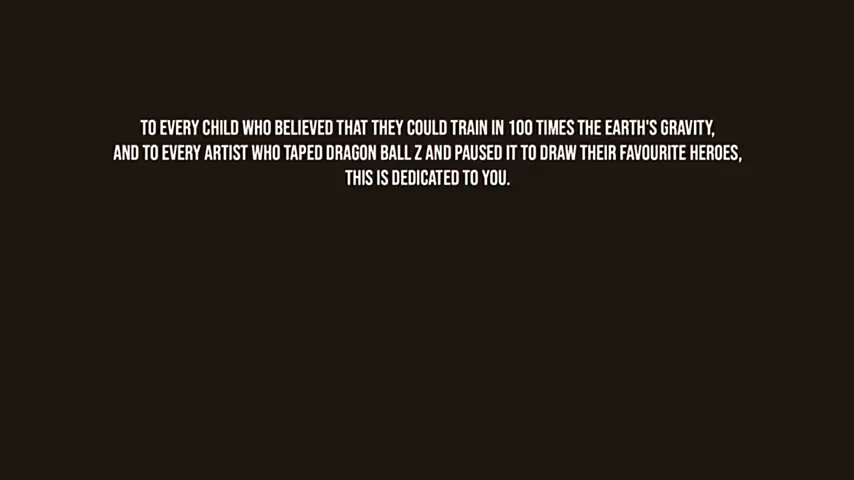 TO EVERY CHILD WHO BELIEVED THAT THEY COULD TRAIN IN 100 TIMES THE EARTH'S GRAVITY,
AND TO EVERY ARTIST WHO TAPED DRAGON BALL Z AND PAUSED IT TO DRAW THEIR FAVOURITE HEROES,
THIS IS DEDICATED TO YOU.